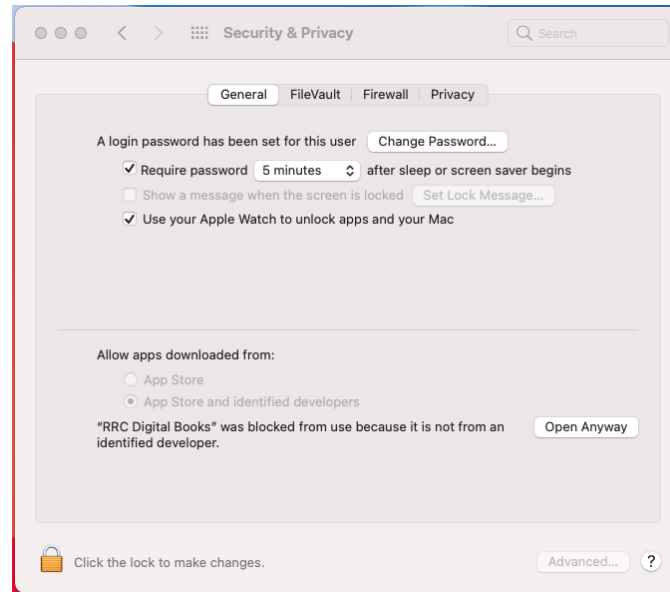 Security & Privacy
Search
General FileVault Firewall Privacy
A login password has been set for this user Change Password...
Require password 5 minutes after sleep or screen saver begins
Show a message when the screen is locked Set Lock Message...
Use your Apple Watch to unlock apps and your Mac
Allow apps downloaded from:
App Store
App Store and identified developers
“RRC Digital Books” was blocked from use because it is not from an Open Anyway
identified developer.
Click the lock to make changes. Advanced... ?